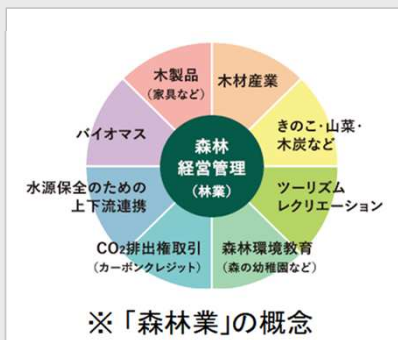 木製品
（家具など）
木材産業
きのこ・山菜・
木炭など
ツーリズム
レクリエーション
森林環境教育
（森の幼稚園など）
CO₂排出権取引
（カーボンクレジット）
水源保全のための
上下流連携
バイオマス
森林
経営管理
（林業）
※「森林業」の概念